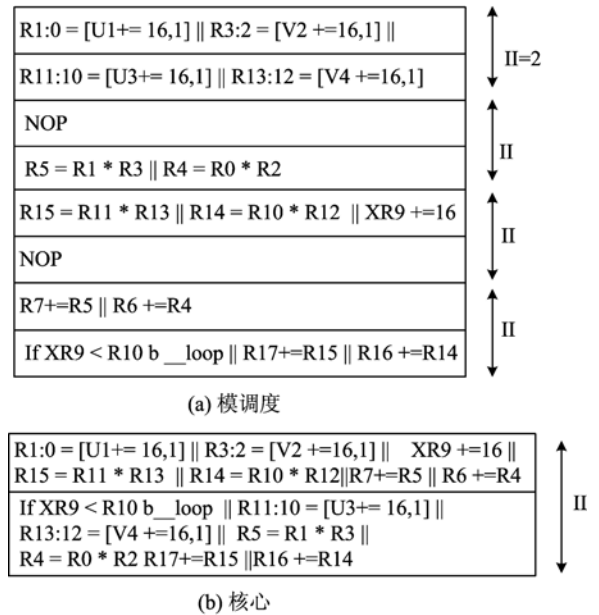 R1:0 = [U1+= 16,1] || R3:2 = [V2 +=16,1] ||
R11:10 = [U3+= 16,1] || R13:12 = [V4 +=16,1]
II=2
NOP
R5 = R1 * R3 || R4 = R0 * R2
II
R15 = R11 * R13 || R14 = R10 * R12 || XR9 +=16
NOP
II
R7+=R5 || R6 +=R4
If XR9 < R10 b __loop || R17+=R15 || R16 +=R14
II
(a) 模调度
R1:0 = [U1+= 16,1] || R3:2 = [V2 +=16,1] || XR9 +=16 ||
R15 = R11 * R13 || R14 = R10 * R12||R7+=R5 || R6 +=R4
If XR9 < R10 b__loop || R11:10 = [U3+= 16,1] ||
R13:12 = [V4 +=16,1] || R5 = R1 * R3 ||
R4 = R0 * R2 R17+=R15 ||R16 +=R14
II
(b) 核心